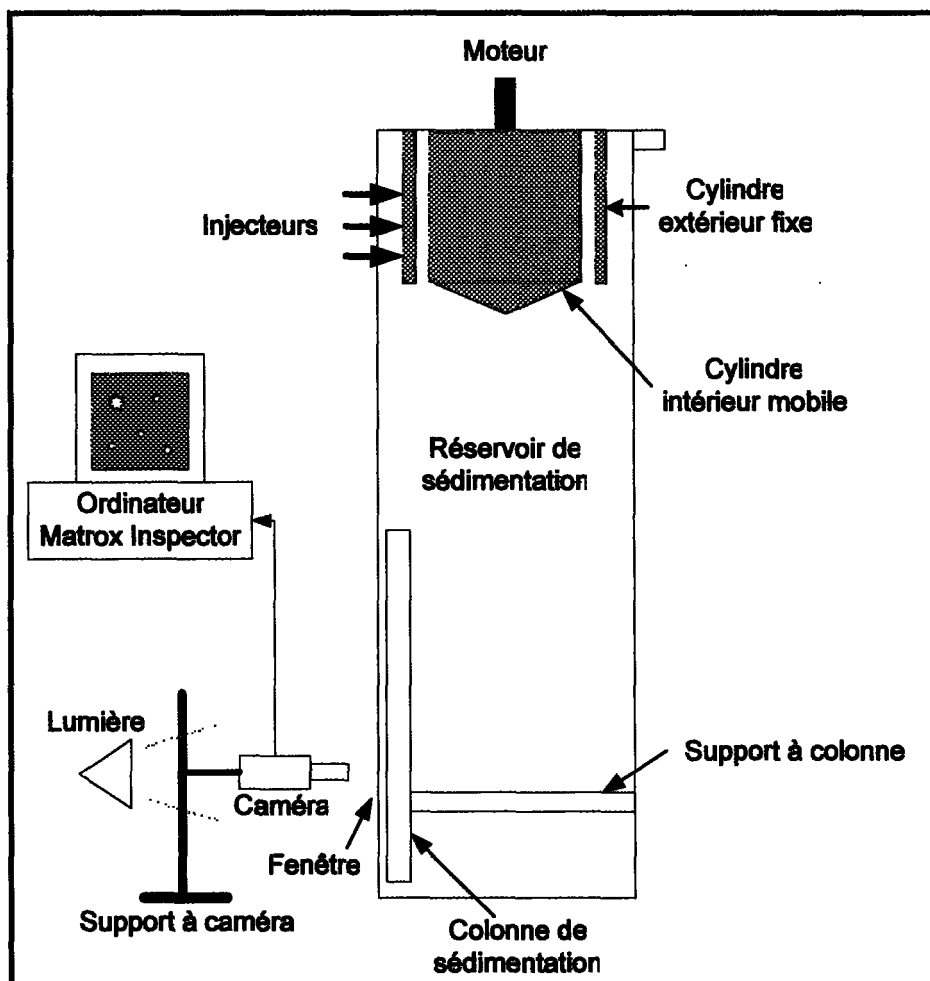 Moteur
Injecteurs
Cylindre
extérieur fixe
Cylindre
intérieur mobile
Réservoir de
sédimentation
Ordinateur
Matrox Inspector
Lumière
Caméra
Support à colonne
Fenêtre
Support à caméra
Colonne de
sédimentation